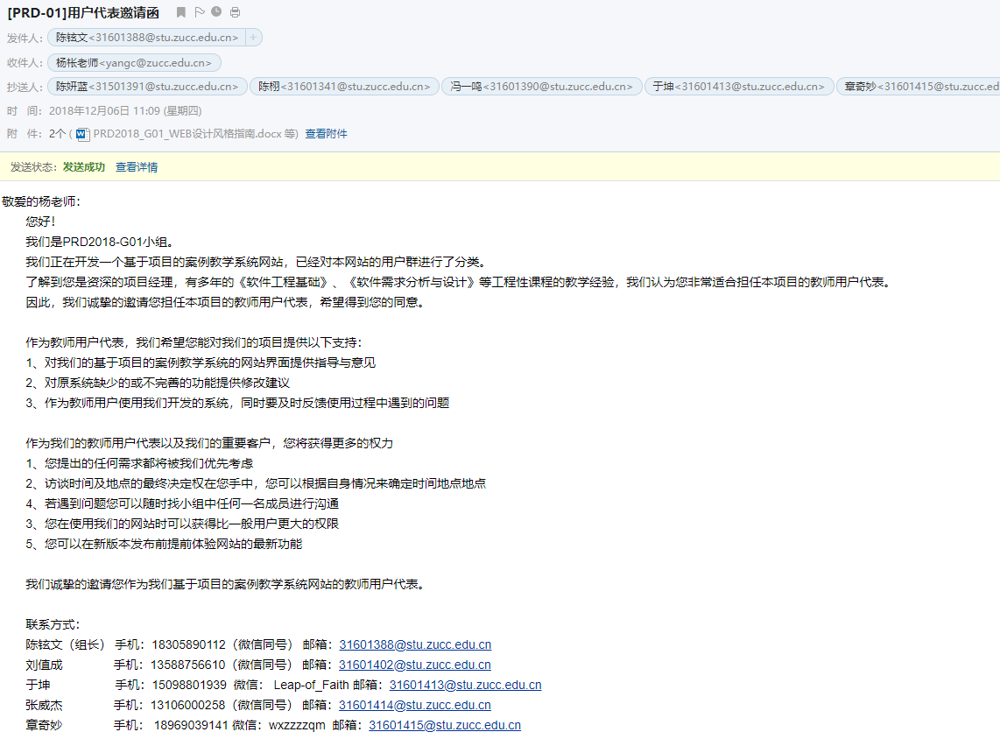 [PRD-01]用户代表邀请函
发件人： 陈铉文<31601388@stu.zucc.edu.cn> +
收件人： 杨枨老师<yangc@zucc.edu.cn>
抄送人： 陈妍蓝<31501391@stu.zucc.edu.cn> 陈栩<31601341@stu.zucc.edu.cn> 冯一鸣<31601390@stu.zucc.edu.cn> 于坤<31601413@stu.zucc.edu.cn> 章奇妙<31601415@stu.zucc.ed
时 间： 2018年12月06日 11:09 (星期四)
附 件： 2个 ( PRD2018_G01_WEB设计风格指南.docx 等) 查看附件
发送状态： 发送成功 查看详情
敬爱的杨老师：
您好！
我们是PRD2018-G01小组。
我们正在开发一个基于项目的案例教学系统网站，已经对本网站的用户群进行了分类。
了解到您是资深的项目经理，有多年的《软件工程基础》、《软件需求分析与设计》等工程性课程的教学经验，我们认为您非常适合担任本项目的教师用户代表。
因此，我们诚挚的邀请您担任本项目的教师用户代表，希望得到您的同意。
作为教师用户代表，我们希望您能对我们的项目提供以下支持：
1、对我们的基于项目的案例教学系统的网站界面提供指导与意见
2、对原系统缺少的或不完善的功能提供修改建议
3、作为教师用户使用我们开发的系统，同时要及时反馈使用过程中遇到的问题
作为我们的教师用户代表以及我们的重要客户，您将获得更多的权力
1、您提出的任何需求都将被我们优先考虑
2、访谈时间及地点的最终决定权在您手中，您可以根据自身情况来确定时间地点地点
4、若遇到问题您可以随时找小组中任何一名成员进行沟通
3、您在使用我们的网站时可以获得比一般用户更大的权限
5、您可以在新版本发布前提前体验网站的最新功能
我们诚挚的邀请您作为我们基于项目的案例教学系统网站的教师用户代表。
联系方式：
陈铉文（组长） 手机：18305890112（微信同号） 邮箱：31601388@stu.zucc.edu.cn
刘值成 手机：13588756610（微信同号） 邮箱：31601402@stu.zucc.edu.cn
于坤 手机：15098801939 微信： Leap-of_Faith 邮箱：31601413@stu.zucc.edu.cn
张威杰 手机：13106000258（微信同号） 邮箱：31601414@stu.zucc.edu.cn
章奇妙 手机： 18969039141 微信：wxzzzzqm 邮箱：31601415@stu.zucc.edu.cn